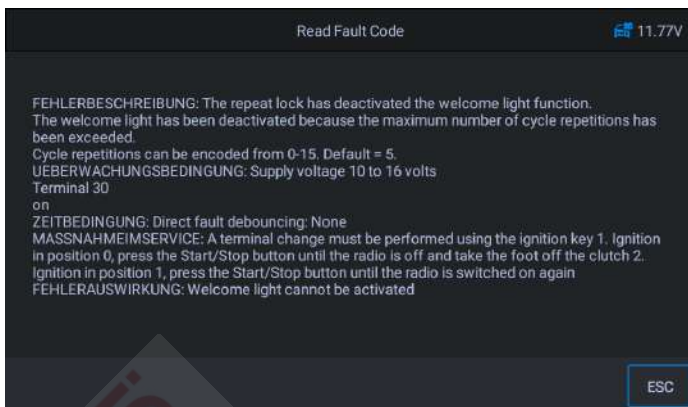 Read Fault Code
11.77V
FEHLERBESCHREIBUNG: The repeat lock has deactivated the welcome light function.
The welcome light has been deactivated because the maximum number of cycle repetitions has
been exceeded.
Cycle repetitions can be encoded from 0-15. Default = 5.
UEBERWACHUNGSBEDINGUNG: Supply voltage 10 to 16 volts
Terminal 30
on
ZEITBEDINGUNG: Direct fault debouncing: None
MASSNAHMEIMSERVICE: A terminal change must be performed using the ignition key 1. Ignition
in position 0, press the Start/Stop button until the radio is off and take the foot off the clutch 2.
Ignition in position 1, press the Start/Stop button until the radio is switched on again
FEHLERAUSWIRKUNG: Welcome light cannot be activated
ESC